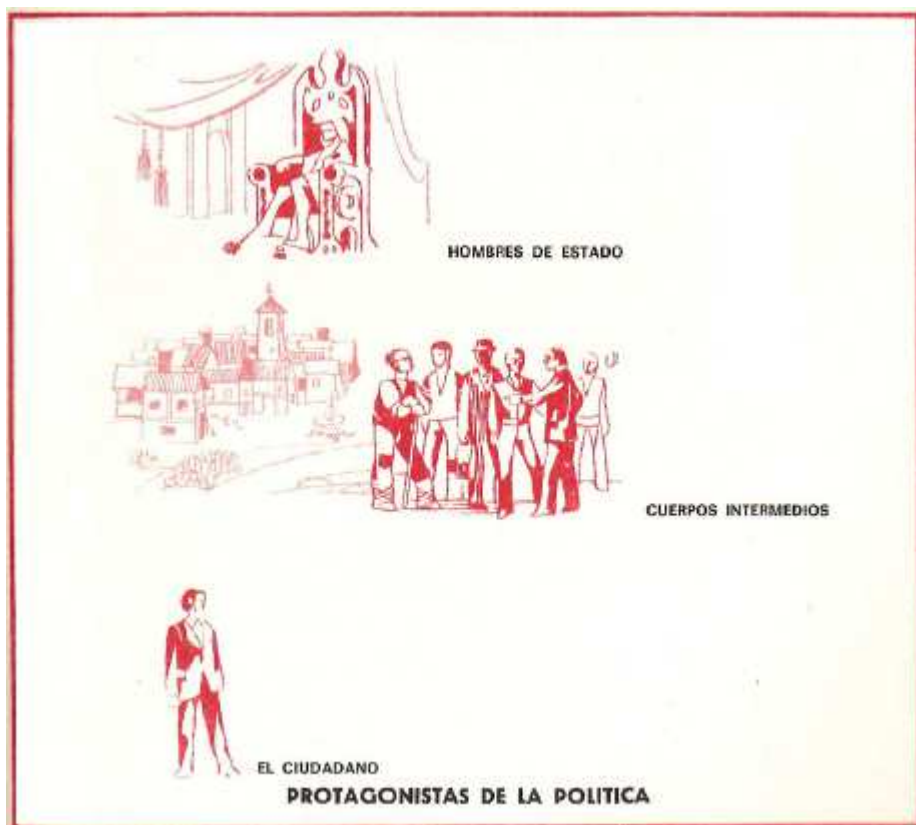 HOMBRES DE ESTADO
CUERPOS INTERMEDIOS
EL CIUDADANO
PROTAGONISTAS DE LA POLITICA